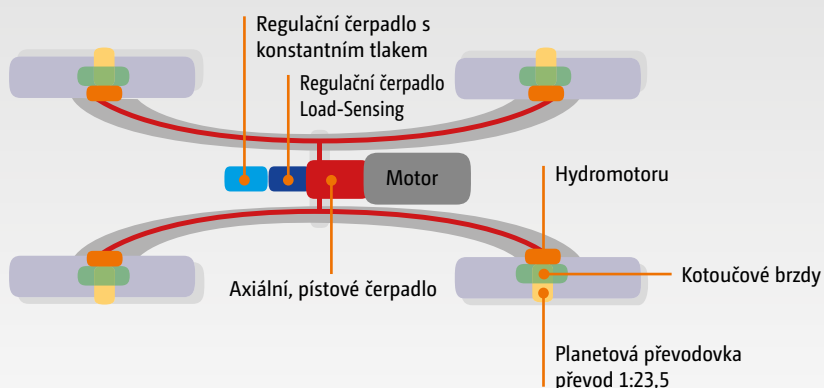 Regulační čerpadlo s
konstantním tlakem
Regulační čerpadlo
Load-Sensing
Motor
Hydromotoru
Axiální, pístové čerpadlo
Kotoučové brzdy
Planetová převodovka
převod 1:23,5